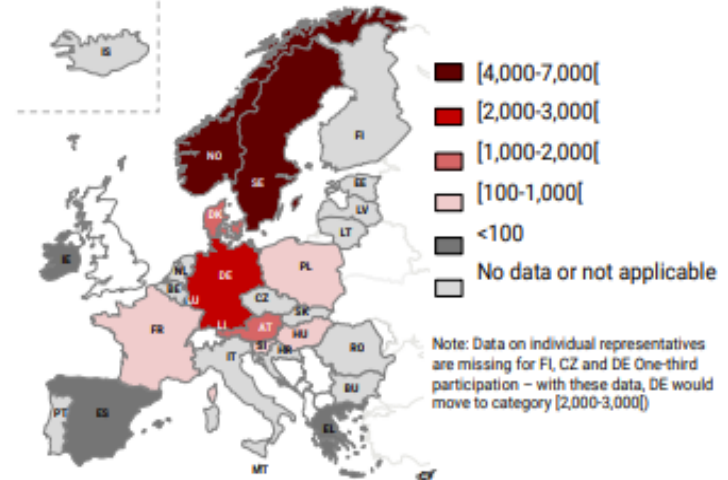 IS
[4,000-7,000[
[2,000-3,000[
[1,000-2,000[
[100-1,000[
<100
No data or not applicable
FI
NO
SE
EE
LV
LT
DK
IE
NL
BE
LU
DE
PL
CZ
SK
FR
LI
AT
HU
SI
HR
RO
IT
BU
PT
ES
EL
MT
Note: Data on individual representatives
are missing for FI, CZ and DE One-third
participation – with these data, DE would
move to category [2,000-3,000[)